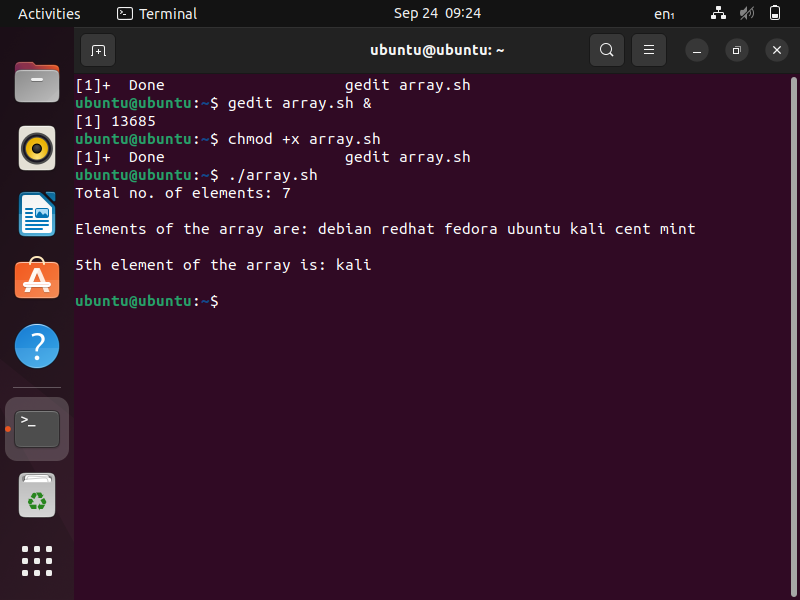 Activities Terminal Sep 24 09:24 en₁
ubuntu@ubuntu: ~
[1]+  Done                    gedit array.sh
ubuntu@ubuntu:~$ gedit array.sh &
[1] 13685
ubuntu@ubuntu:~$ chmod +x array.sh
[1]+  Done                    gedit array.sh
ubuntu@ubuntu:~$ ./array.sh
Total no. of elements: 7
Elements of the array are: debian redhat fedora ubuntu kali cent mint
5th element of the array is: kali
ubuntu@ubuntu:~$